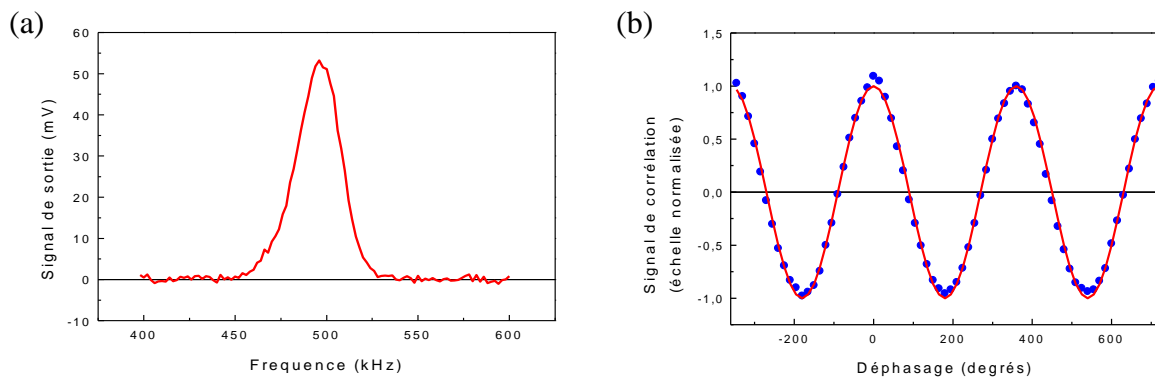 (a)
60
50
40
30
20
10
0
-10
Signal de sortie (mV)
400 450 500 550 600
Frequence (kHz)
(b)
1,5
1,0
0,5
0,0
-0,5
-1,0
Signal de corrélation
(échelle normalisée)
-200 0 200 400 600
Déphasage (degrés)